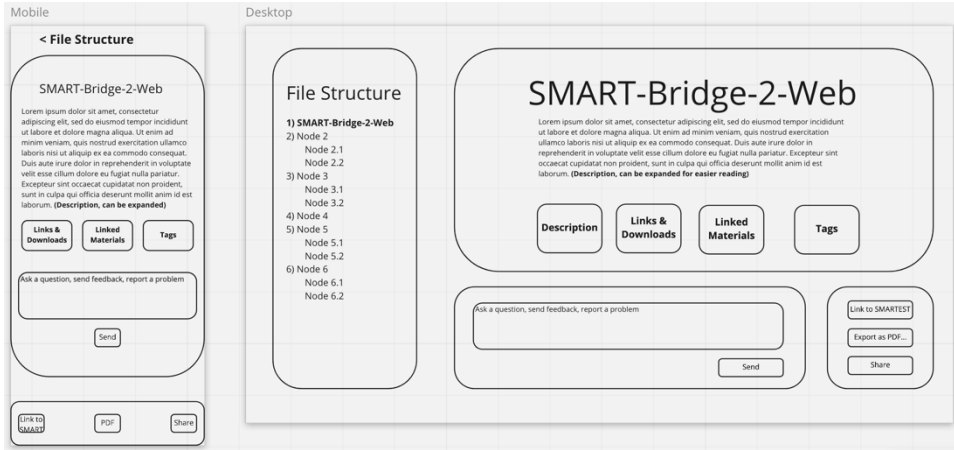 Mobile
< File Structure
SMART-Bridge-2-Web
Lorem ipsum dolor sit amet, consectetur
adipiscing elit, sed do eiusmod tempor incididunt
ut labore et dolore magna aliqua. Ut enim ad
minim veniam, quis nostrud exercitation ullamco
laboris nisi ut aliquip ex ea commodo consequat.
Duis aute irure dolor in reprehenderit in voluptate
velit esse cillum dolore eu fugiat nulla pariatur.
Excepteur sint occaecat cupidatat non proident,
sunt in culpa qui officia deserunt mollit anim id est
laborum. (Description, can be expanded)
Links &
Downloads
Linked
Materials
Tags
Ask a question, send feedback, report a problem
Send
Link to
SMART
PDF
Share
Desktop
File Structure
1) SMART-Bridge-2-Web
2) Node 2
Node 2.1
Node 2.2
3) Node 3
Node 3.1
Node 3.2
4) Node 4
5) Node 5
Node 5.1
Node 5.2
6) Node 6
Node 6.1
Node 6.2
SMART-Bridge-2-Web
Lorem ipsum dolor sit amet, consectetur adipiscing elit, sed do eiusmod tempor incididunt
ut labore et dolore magna aliqua. Ut enim ad minim veniam, quis nostrud exercitation
ullamco laboris nisi ut aliquip ex ea commodo consequat. Duis aute irure dolor in
reprehenderit in voluptate velit esse cillum dolore eu fugiat nulla pariatur. Excepteur sint
occaecat cupidatat non proident, sunt in culpa qui officia deserunt mollit anim id est
laborum. (Description, can be expanded for easier reading)
Description
Links &
Downloads
Linked
Materials
Tags
Ask a question, send feedback, report a problem
Send
Link to SMARTEST
Export as PDF...
Share